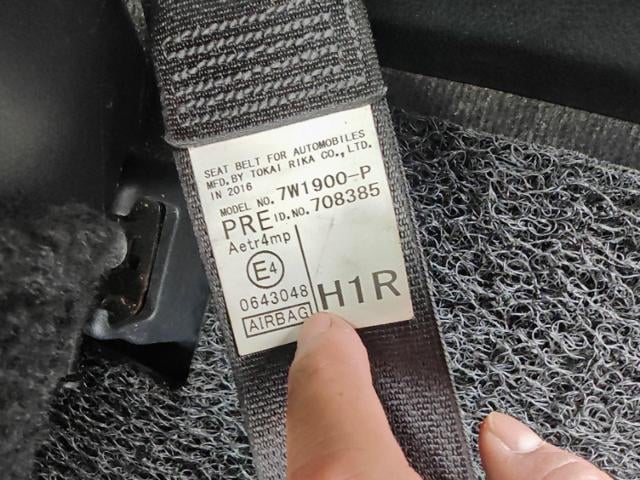 SEAT BELT FOR AUTOMOBILES
MFD. BY TOKAI RIKA CO., LTD.
IN 2016
MODEL NO. 7W1900-P
PRE ID.NO. 708385
Aetr4mp
E4
0643048
AIRBAG
H1R